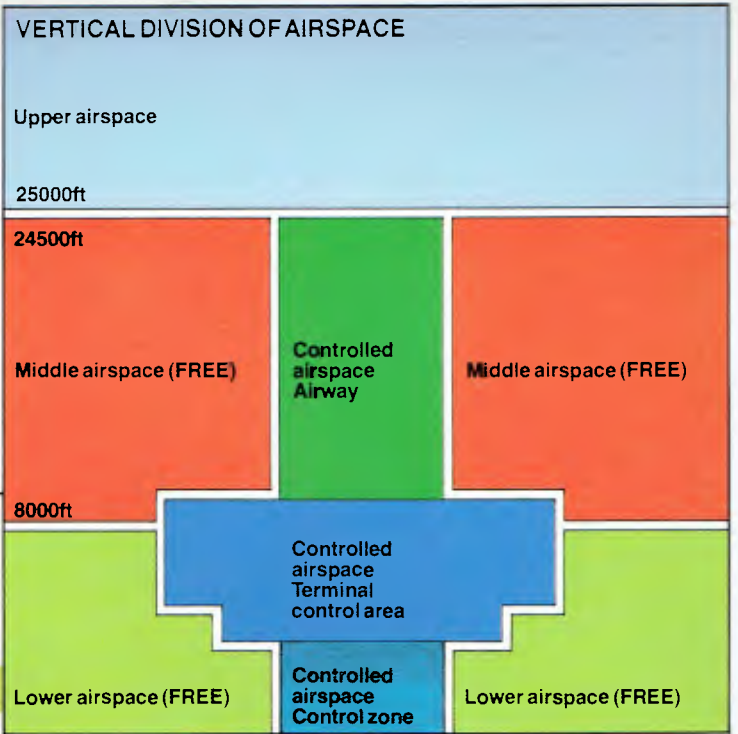 VERTICAL DIVISION OF AIRSPACE
Upper airspace
25000ft
24500ft
Middle airspace (FREE)
Controlled
airspace
Airway
Middle airspace (FREE)
8000ft
Controlled
airspace
Terminal
control area
Lower airspace (FREE)
Controlled
airspace
Control zone
Lower airspace (FREE)